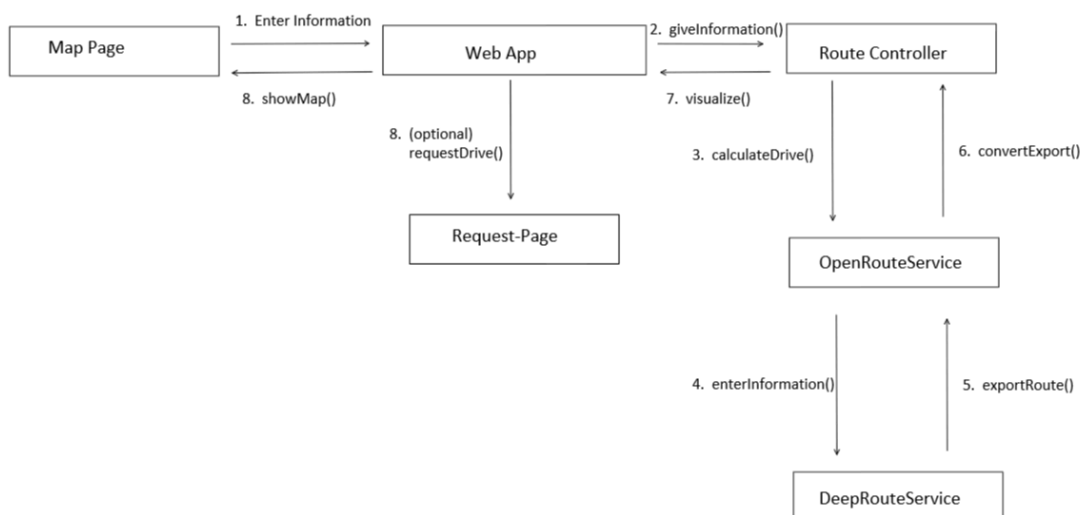 1. Enter Information
Map Page
Web App
2. giveInformation()
Route Controller
8. showMap()
7. visualize()
8. (optional)
requestDrive()
3. calculateDrive()
6. convertExport()
Request-Page
OpenRouteService
4. enterInformation()
5. exportRoute()
DeepRouteService